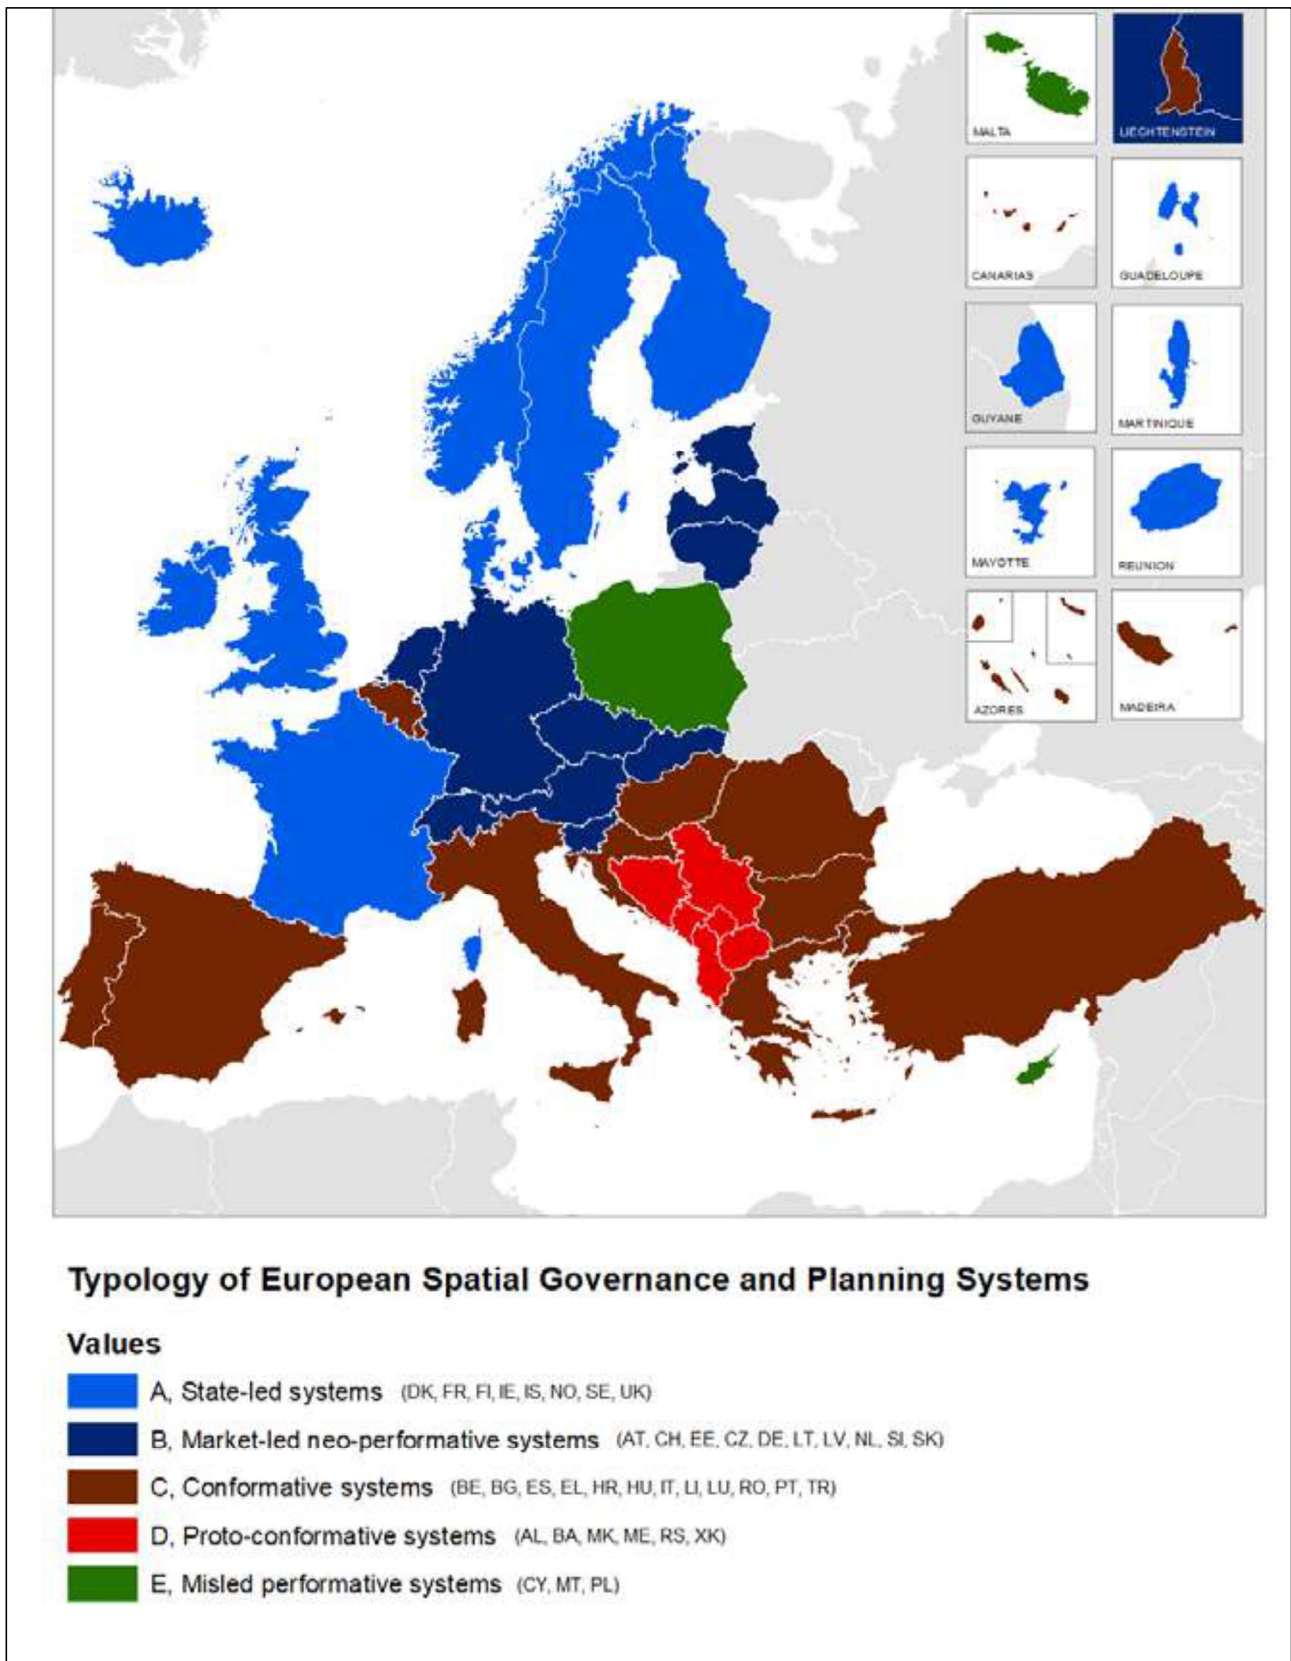 MALTA
LIECHTENSTEIN
CANARIAS
GUADELOUPE
GUYANE
MARTINIQUE
MAYOTTE
REUNION
AZORES
MADEIRA
Typology of European Spatial Governance and Planning Systems
Values
A, State-led systems (DK, FR, FI, IE, IS, NO, SE, UK)
B, Market-led neo-performative systems (AT, CH, EE, CZ, DE, LT, LV, NL, SI, SK)
C, Conformative systems (BE, BG, ES, EL, HR, HU, IT, LI, LU, RO, PT, TR)
D, Proto-conformative systems (AL, BA, MK, ME, RS, XK)
E, Misled performative systems (CY, MT, PL)